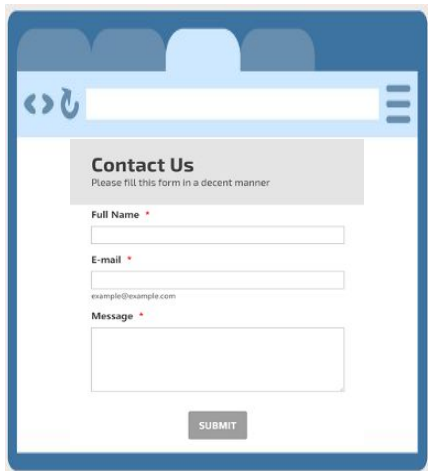 Contact Us
Please fill this form in a decent manner
Full Name *
E-mail *
example@example.com
Message *
SUBMIT